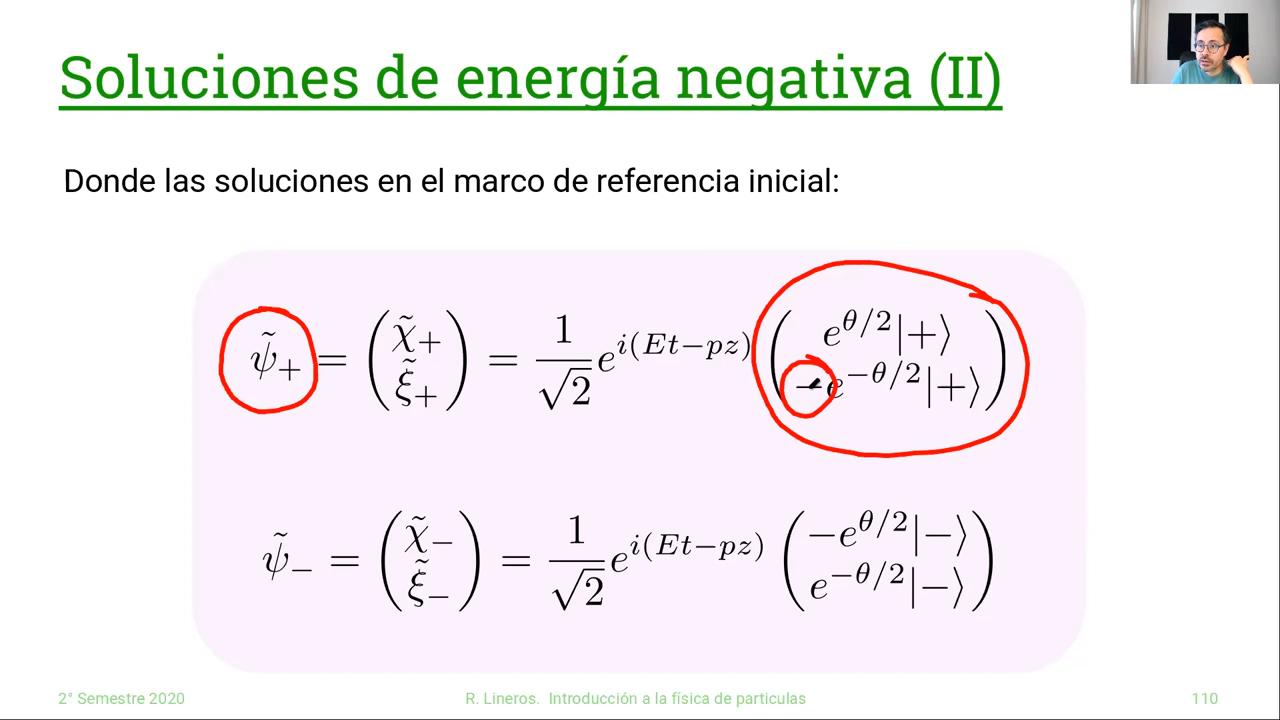 Soluciones de energía negativa (II)
Donde las soluciones en el marco de referencia inicial:
ψ̃₊ = (χ̃₊ ξ̃₊) = 1/√2 e^{i(Et−pz)} (e^{θ/2}|+⟩ −e^{−θ/2}|+⟩)
ψ̃₋ = (χ̃₋ ξ̃₋) = 1/√2 e^{i(Et−pz)} (−e^{θ/2}|−⟩ e^{−θ/2}|−⟩)
2° Semestre 2020 R. Lineros. Introducción a la física de particulas 110